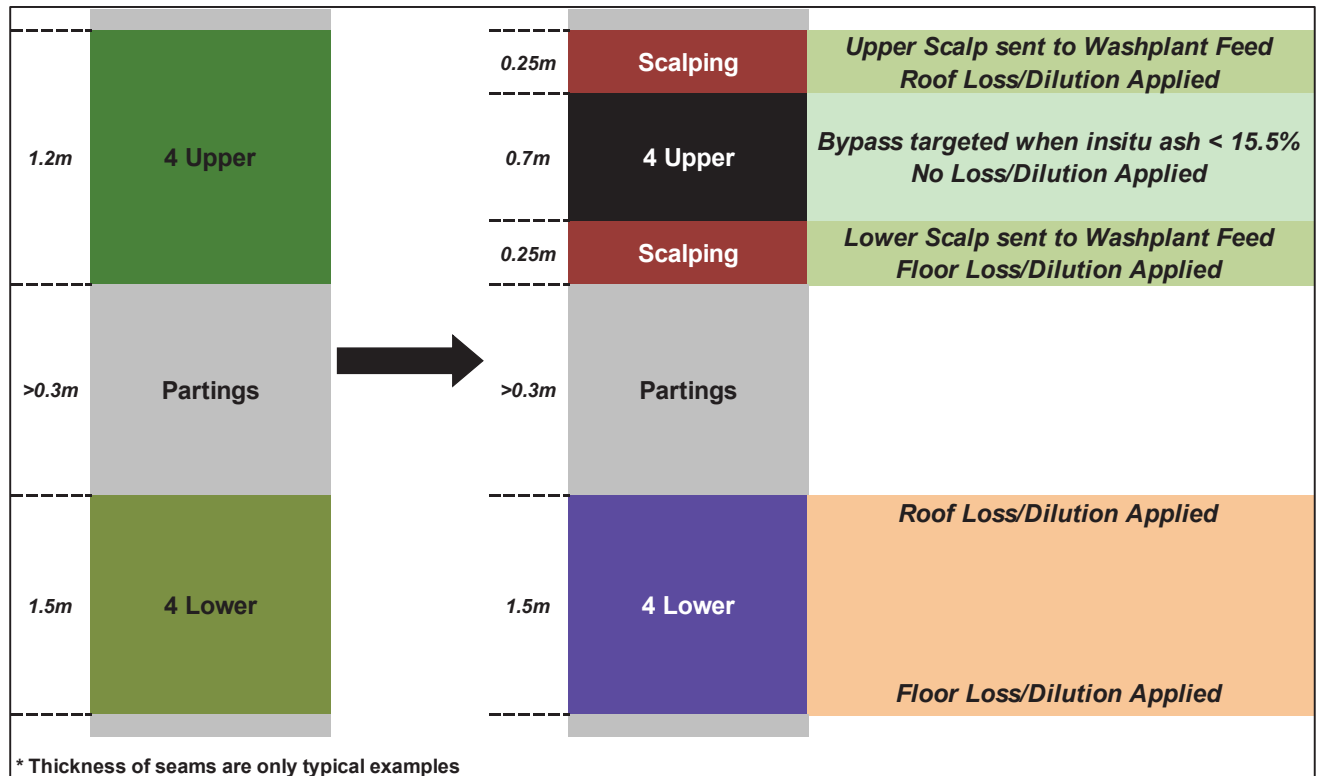 0.25m
Scalping
Upper Scalp sent to Washplant Feed
Roof Loss/Dilution Applied
1.2m
4 Upper
0.7m
4 Upper
Bypass targeted when insitu ash < 15.5%
No Loss/Dilution Applied
0.25m
Scalping
Lower Scalp sent to Washplant Feed
Floor Loss/Dilution Applied
>0.3m
Partings
>0.3m
Partings
1.5m
4 Lower
1.5m
4 Lower
Roof Loss/Dilution Applied
Floor Loss/Dilution Applied
* Thickness of seams are only typical examples